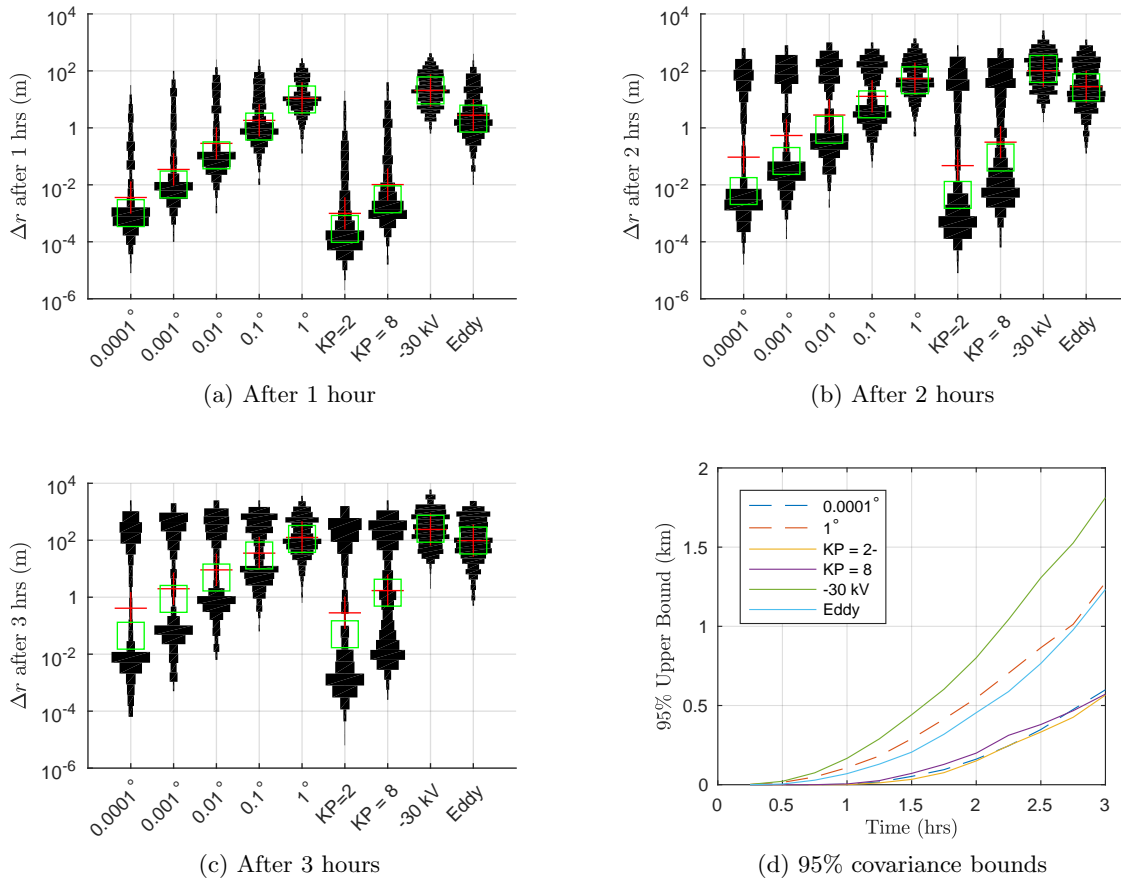 10^4
10^2
1
10^-2
10^-4
10^-6
Δr after 1 hrs (m)
0.0001°
0.001°
0.01°
0.1°
1°
KP=2
KP = 8
-30 kV
Eddy
(a) After 1 hour
10^4
10^2
1
10^-2
10^-4
10^-6
Δr after 2 hrs (m)
0.0001°
0.001°
0.01°
0.1°
1°
KP=2
KP = 8
-30 kV
Eddy
(b) After 2 hours
10^4
10^2
1
10^-2
10^-4
10^-6
Δr after 3 hrs (m)
0.0001°
0.001°
0.01°
0.1°
1°
KP=2
KP = 8
-30 kV
Eddy
(c) After 3 hours
2
1.5
1
0.5
0
95% Upper Bound (km)
0.0001°
1°
KP = 2-
KP = 8
-30 kV
Eddy
0
0.5
1
1.5
2
2.5
3
Time (hrs)
(d) 95% covariance bounds